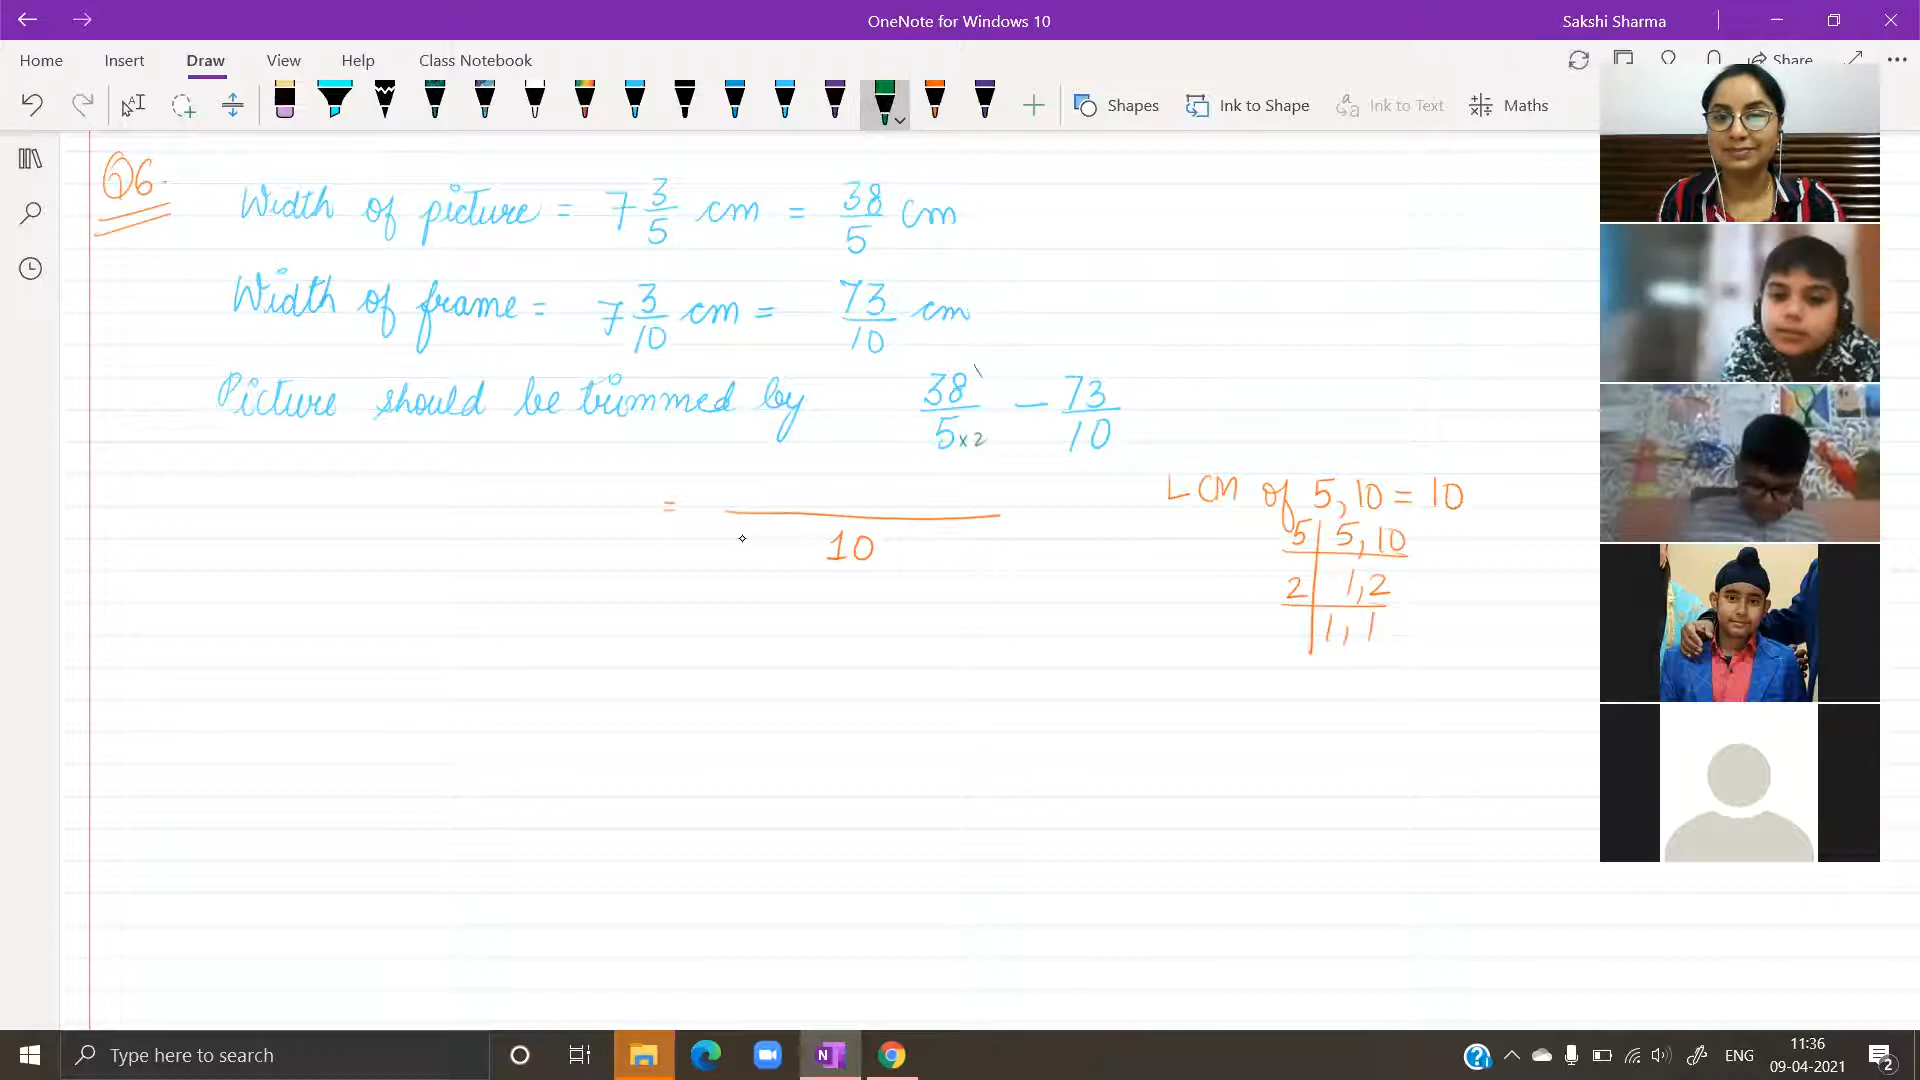 OneNote for Windows 10
Sakshi Sharma
Home Insert Draw View Help Class Notebook
Share
Shapes Ink to Shape Ink to Text Maths
Q6.
Width of picture = 7 3/5 cm = 38/5 cm
Width of frame = 7 3/10 cm = 73/10 cm
Picture should be trimmed by 38/5×2 − 73/10
= /10
LCM of 5, 10 = 10
5 | 5, 10
2 | 1, 2
| 1, 1
Type here to search
ENG
11:36
09-04-2021
2